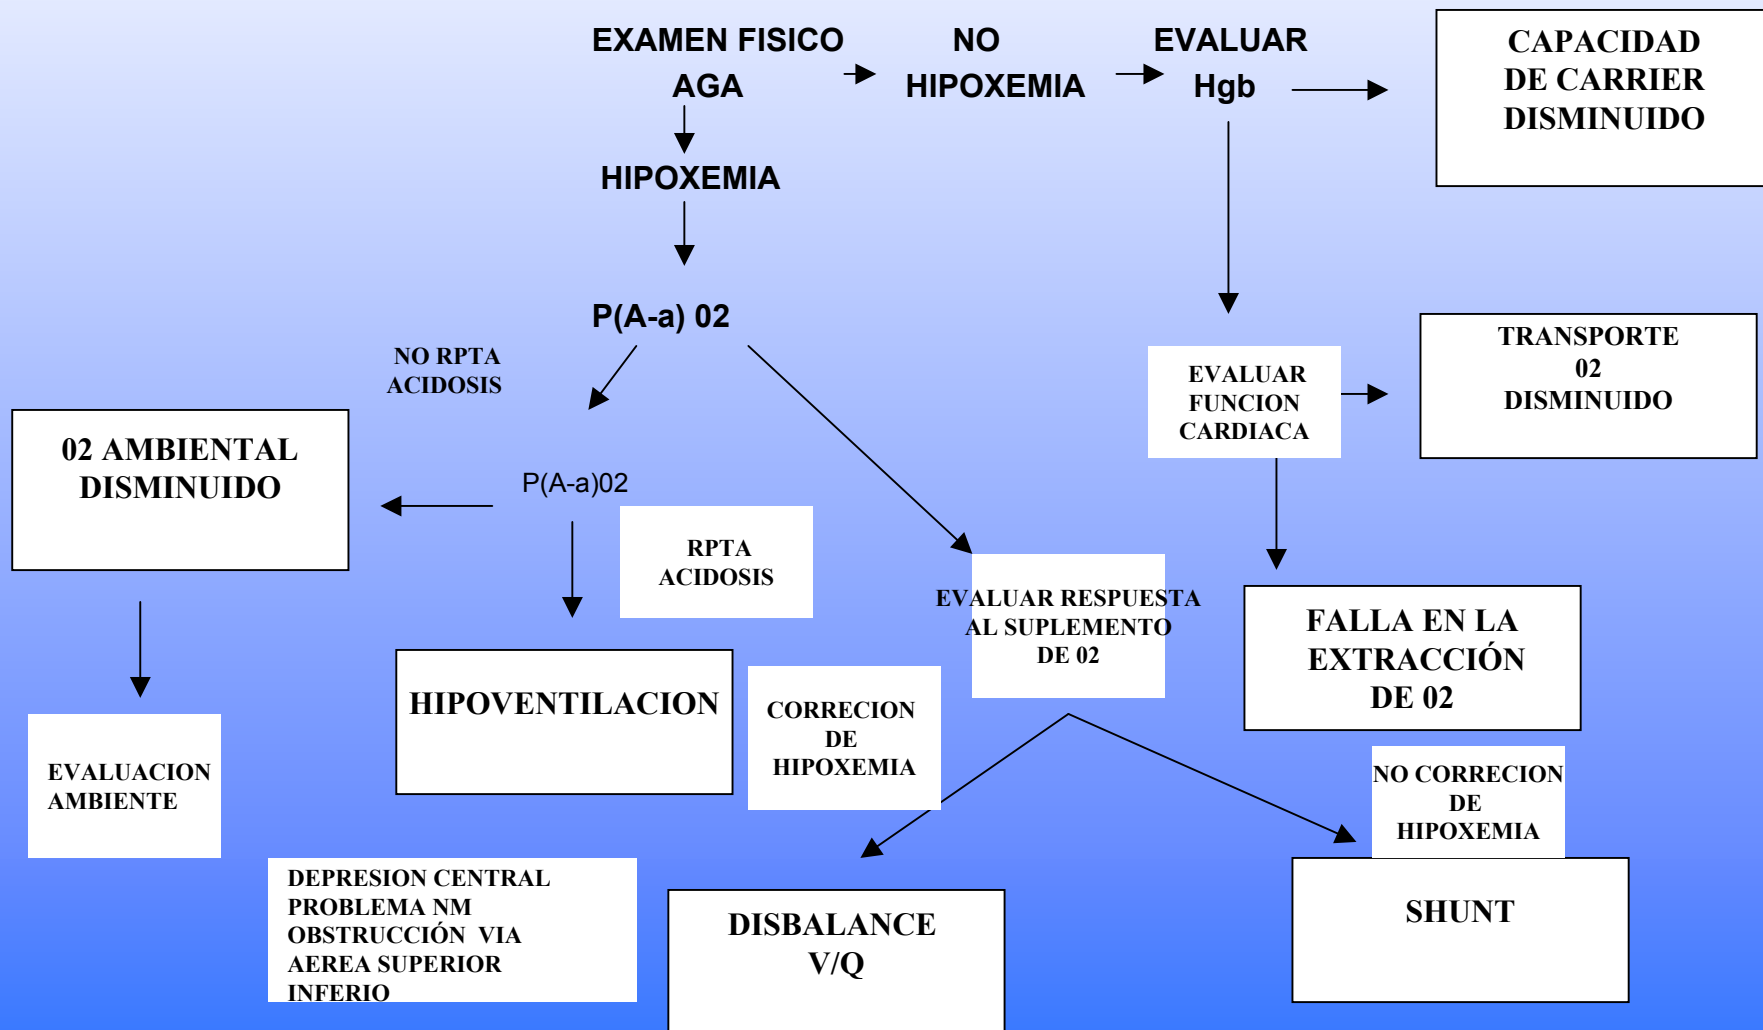 EXAMEN FISICO
AGA
NO
HIPOXEMIA
EVALUAR
Hgb
CAPACIDAD
DE CARRIER
DISMINUIDO
HIPOXEMIA
P(A-a) 02
NO RPTA
ACIDOSIS
EVALUAR
FUNCION
CARDIACA
TRANSPORTE
02
DISMINUIDO
02 AMBIENTAL
DISMINUIDO
P(A-a)02
RPTA
ACIDOSIS
EVALUAR RESPUESTA
AL SUPLEMENTO
DE 02
FALLA EN LA
EXTRACCIÓN
DE 02
HIPOVENTILACION
CORRECION
DE
HIPOXEMIA
NO CORRECION
DE
HIPOXEMIA
EVALUACION
AMBIENTE
DEPRESION CENTRAL
PROBLEMA NM
OBSTRUCCIÓN VIA
AEREA SUPERIOR
INFERIO
DISBALANCE
V/Q
SHUNT